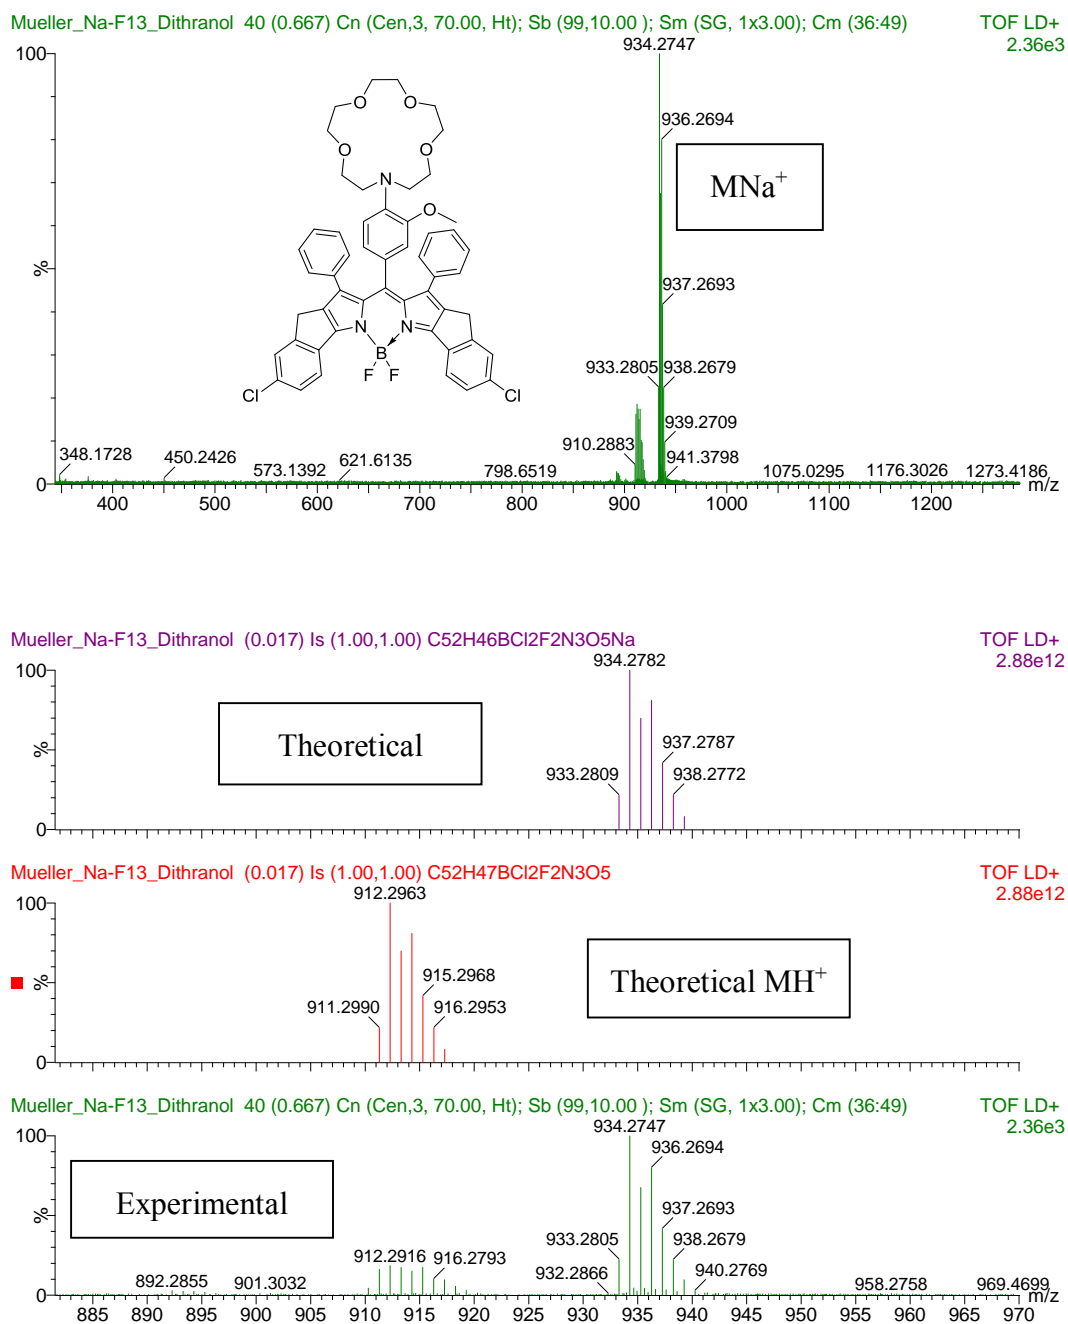 Mueller_Na-F13_Dithranol 40 (0.667) Cn (Cen,3, 70.00, Ht); Sb (99,10.00 ); Sm (SG, 1x3.00); Cm (36:49) TOF LD+
2.36e3
100
934.2747
936.2694
MNa+
%
937.2693
933.2805 938.2679
939.2709
910.2883
941.3798
348.1728 450.2426 573.1392 621.6135 798.6519 1075.0295 1176.3026 1273.4186
0
m/z
400 500 600 700 800 900 1000 1100 1200
O O
O O
N
O
N N
B
F F
Cl Cl
Mueller_Na-F13_Dithranol (0.017) Is (1.00,1.00) C52H46BCl2F2N3O5Na TOF LD+
2.88e12
100
934.2782
Theoretical
%
937.2787
933.2809 938.2772
0
Mueller_Na-F13_Dithranol (0.017) Is (1.00,1.00) C52H47BCl2F2N3O5 TOF LD+
2.88e12
100
912.2963
%
915.2968
911.2990 916.2953
Theoretical MH+
0
Mueller_Na-F13_Dithranol 40 (0.667) Cn (Cen,3, 70.00, Ht); Sb (99,10.00 ); Sm (SG, 1x3.00); Cm (36:49) TOF LD+
2.36e3
100
934.2747
936.2694
Experimental
%
937.2693
933.2805 938.2679
912.2916 916.2793 932.2866 940.2769
892.2855 901.3032 958.2758 969.4699
0
m/z
885 890 895 900 905 910 915 920 925 930 935 940 945 950 955 960 965 970